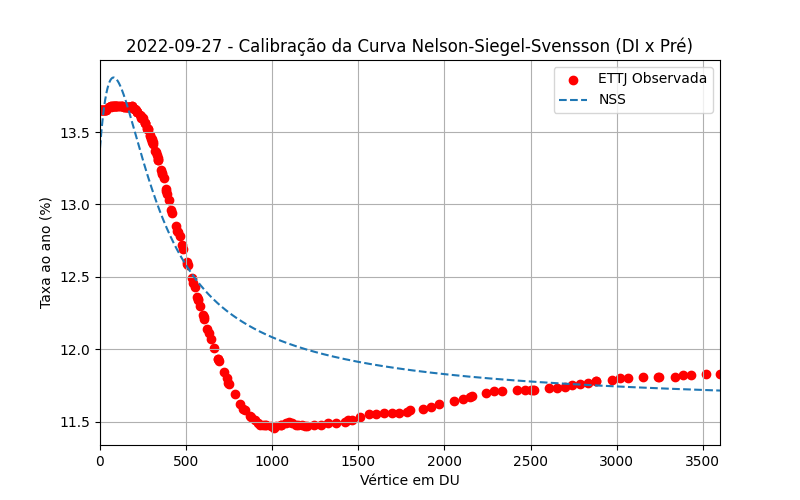 2022-09-27 - Calibração da Curva Nelson-Siegel-Svensson (DI x Pré)
ETTJ Observada
NSS
Taxa ao ano (%)
13.5
13.0
12.5
12.0
11.5
0 500 1000 1500 2000 2500 3000 3500
Vértice em DU